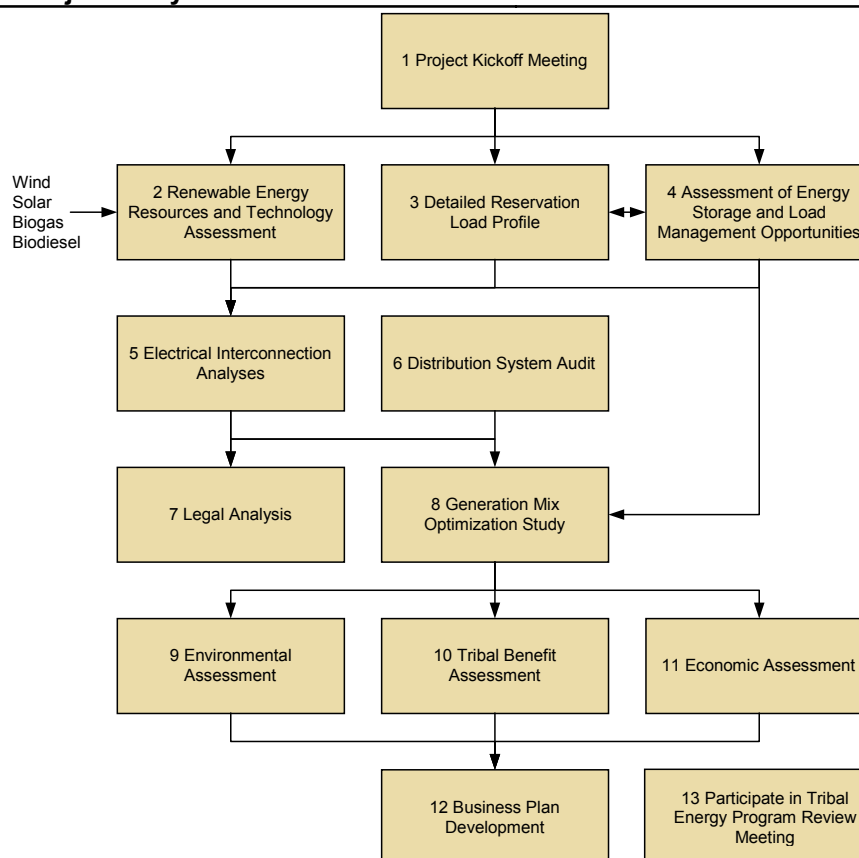 1 Project Kickoff Meeting
Wind
Solar
Biogas
Biodiesel
2 Renewable Energy
Resources and Technology
Assessment
3 Detailed Reservation
Load Profile
4 Assessment of Energy
Storage and Load
Management Opportunities
5 Electrical Interconnection
Analyses
6 Distribution System Audit
7 Legal Analysis
8 Generation Mix
Optimization Study
9 Environmental
Assessment
10 Tribal Benefit
Assessment
11 Economic Assessment
12 Business Plan
Development
13 Participate in Tribal
Energy Program Review
Meeting